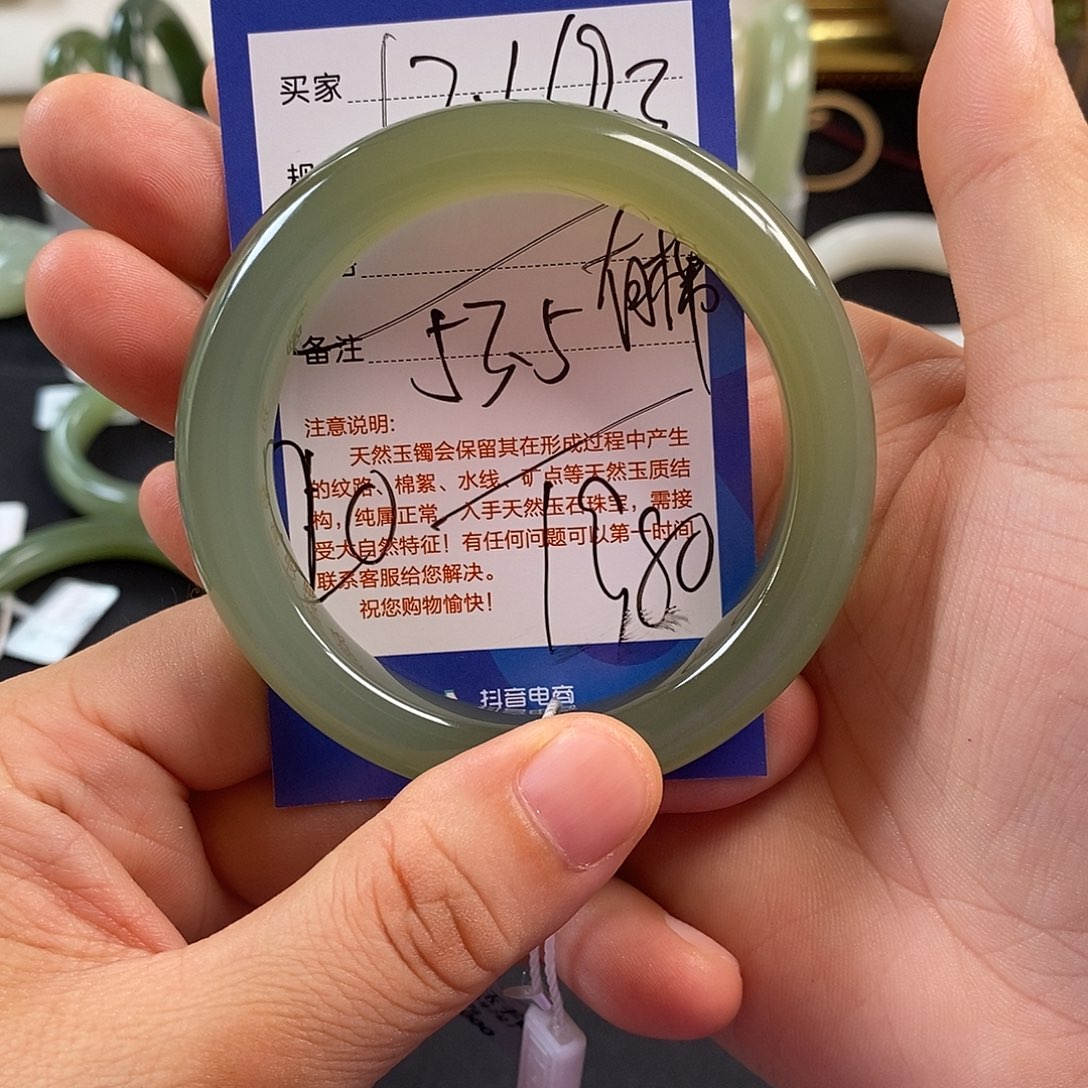 买家
备注 53.5
注意说明:
天然玉镯会保留其在形成过程中产生
的纹路、棉絮、水线、矿点等天然玉质结
构,纯属正常,入手天然玉石珠宝,需接
受大自然特征!有任何问题可以第一时间
联系客服给您解决。
祝您购物愉快!
1980
抖音电商